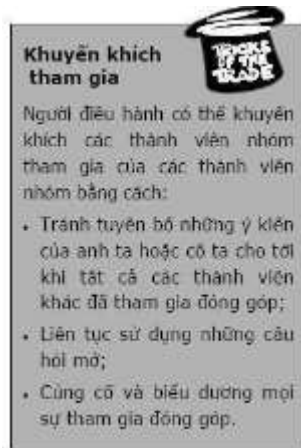 TRICKS
OF THE
TRADE
Khuyến khích
tham gia
Người điều hành có thể khuyến
khích các thành viên nhóm
tham gia của các thành viên
nhóm bằng cách:
• Tránh tuyên bố những ý kiến
của anh ta hoặc cô ta cho tới
khi tất cả các thành viên
khác đã tham gia đóng góp;
• Liên tục sử dụng những câu
hỏi mở;
• Củng cố và biểu dương mọi
sự tham gia đóng góp.